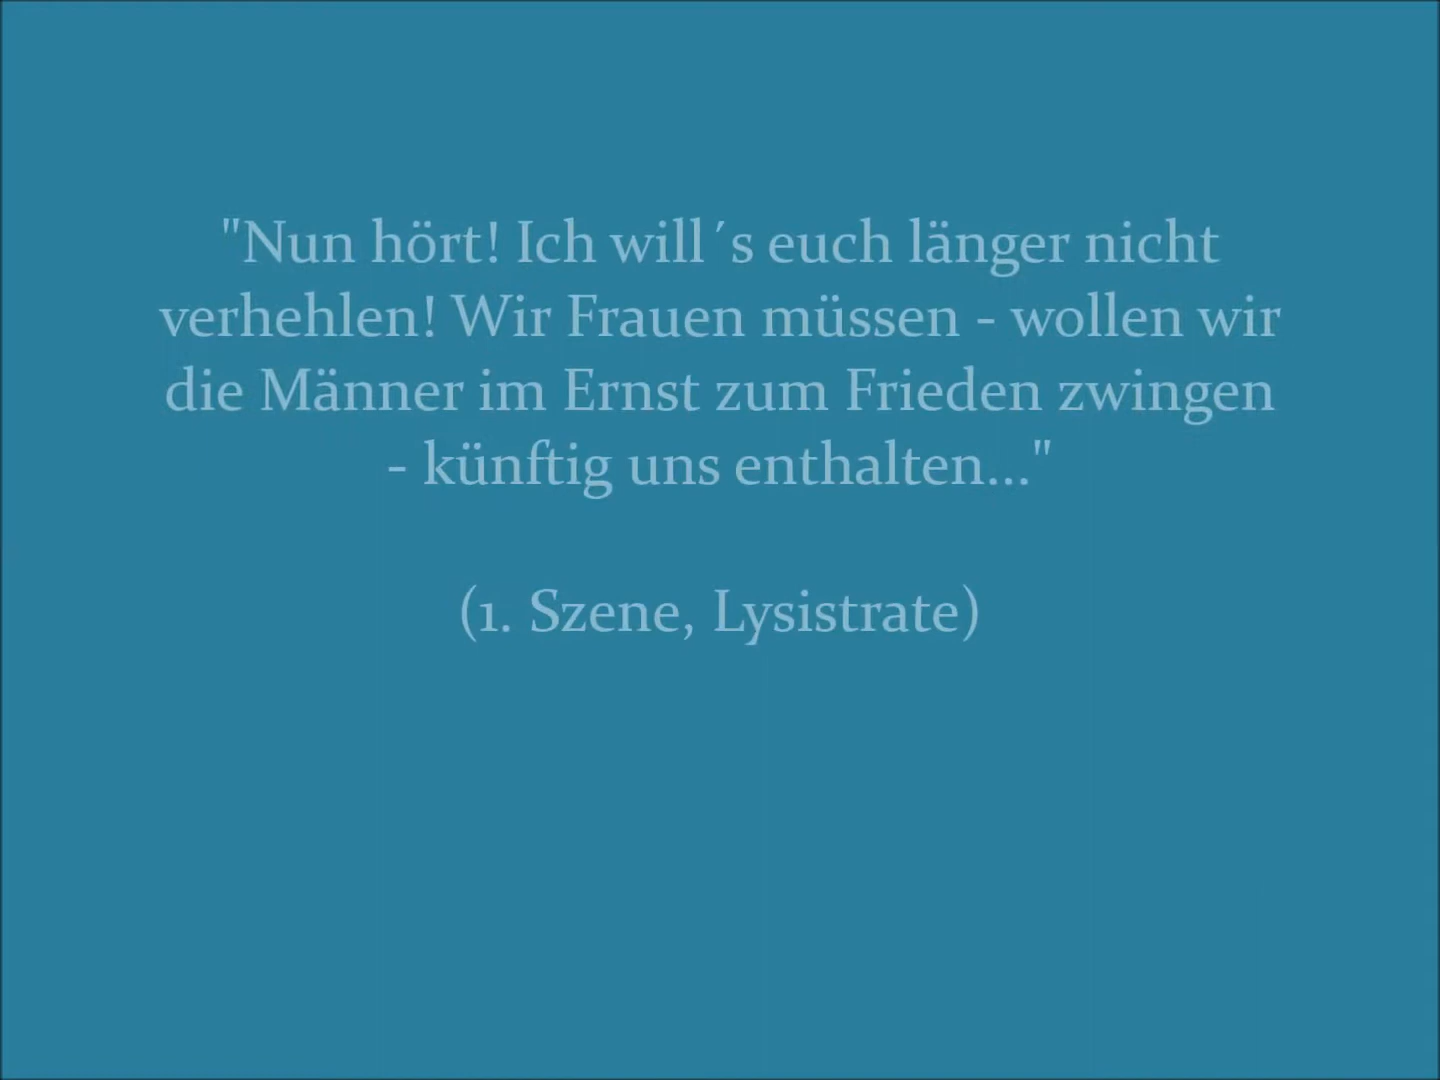 "Nun hört! Ich will´s euch länger nicht
verhehlen! Wir Frauen müssen - wollen wir
die Männer im Ernst zum Frieden zwingen
- künftig uns enthalten..."
(1. Szene, Lysistrate)